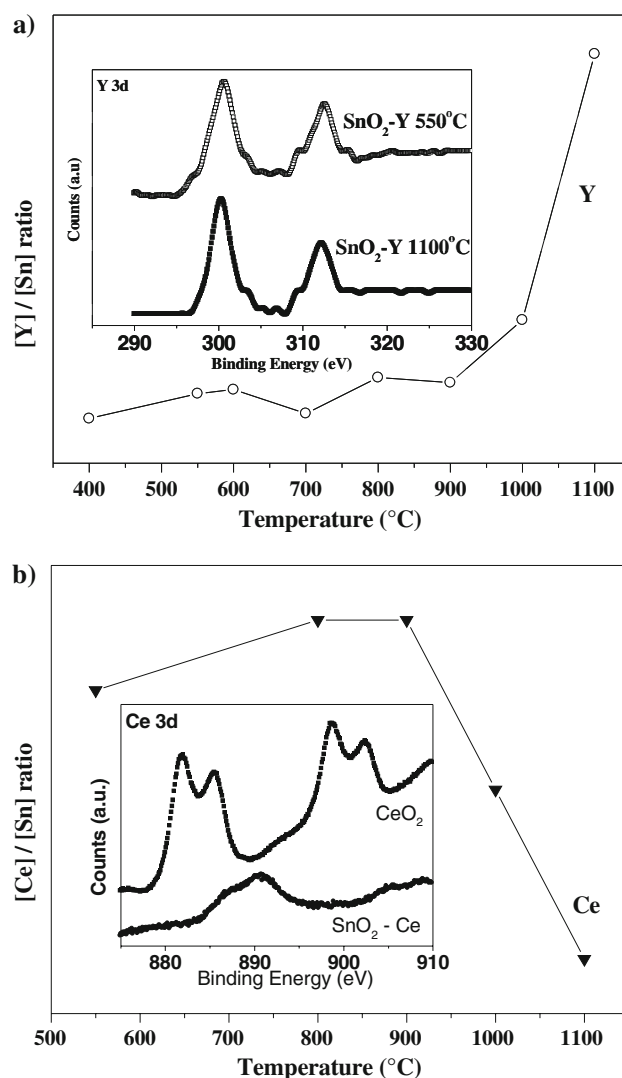 a)
Y 3d
SnO2-Y 550°C
SnO2-Y 1100°C
Counts (a.u)
290 300 310 320 330
Binding Energy (eV)
Y
[Y] / [Sn] ratio
400 500 600 700 800 900 1000 1100
Temperature (°C)
b)
Ce 3d
CeO2
SnO2 - Ce
Counts (a.u.)
880 890 900 910
Binding Energy (eV)
Ce
[Ce] / [Sn] ratio
500 600 700 800 900 1000 1100
Temperature (°C)